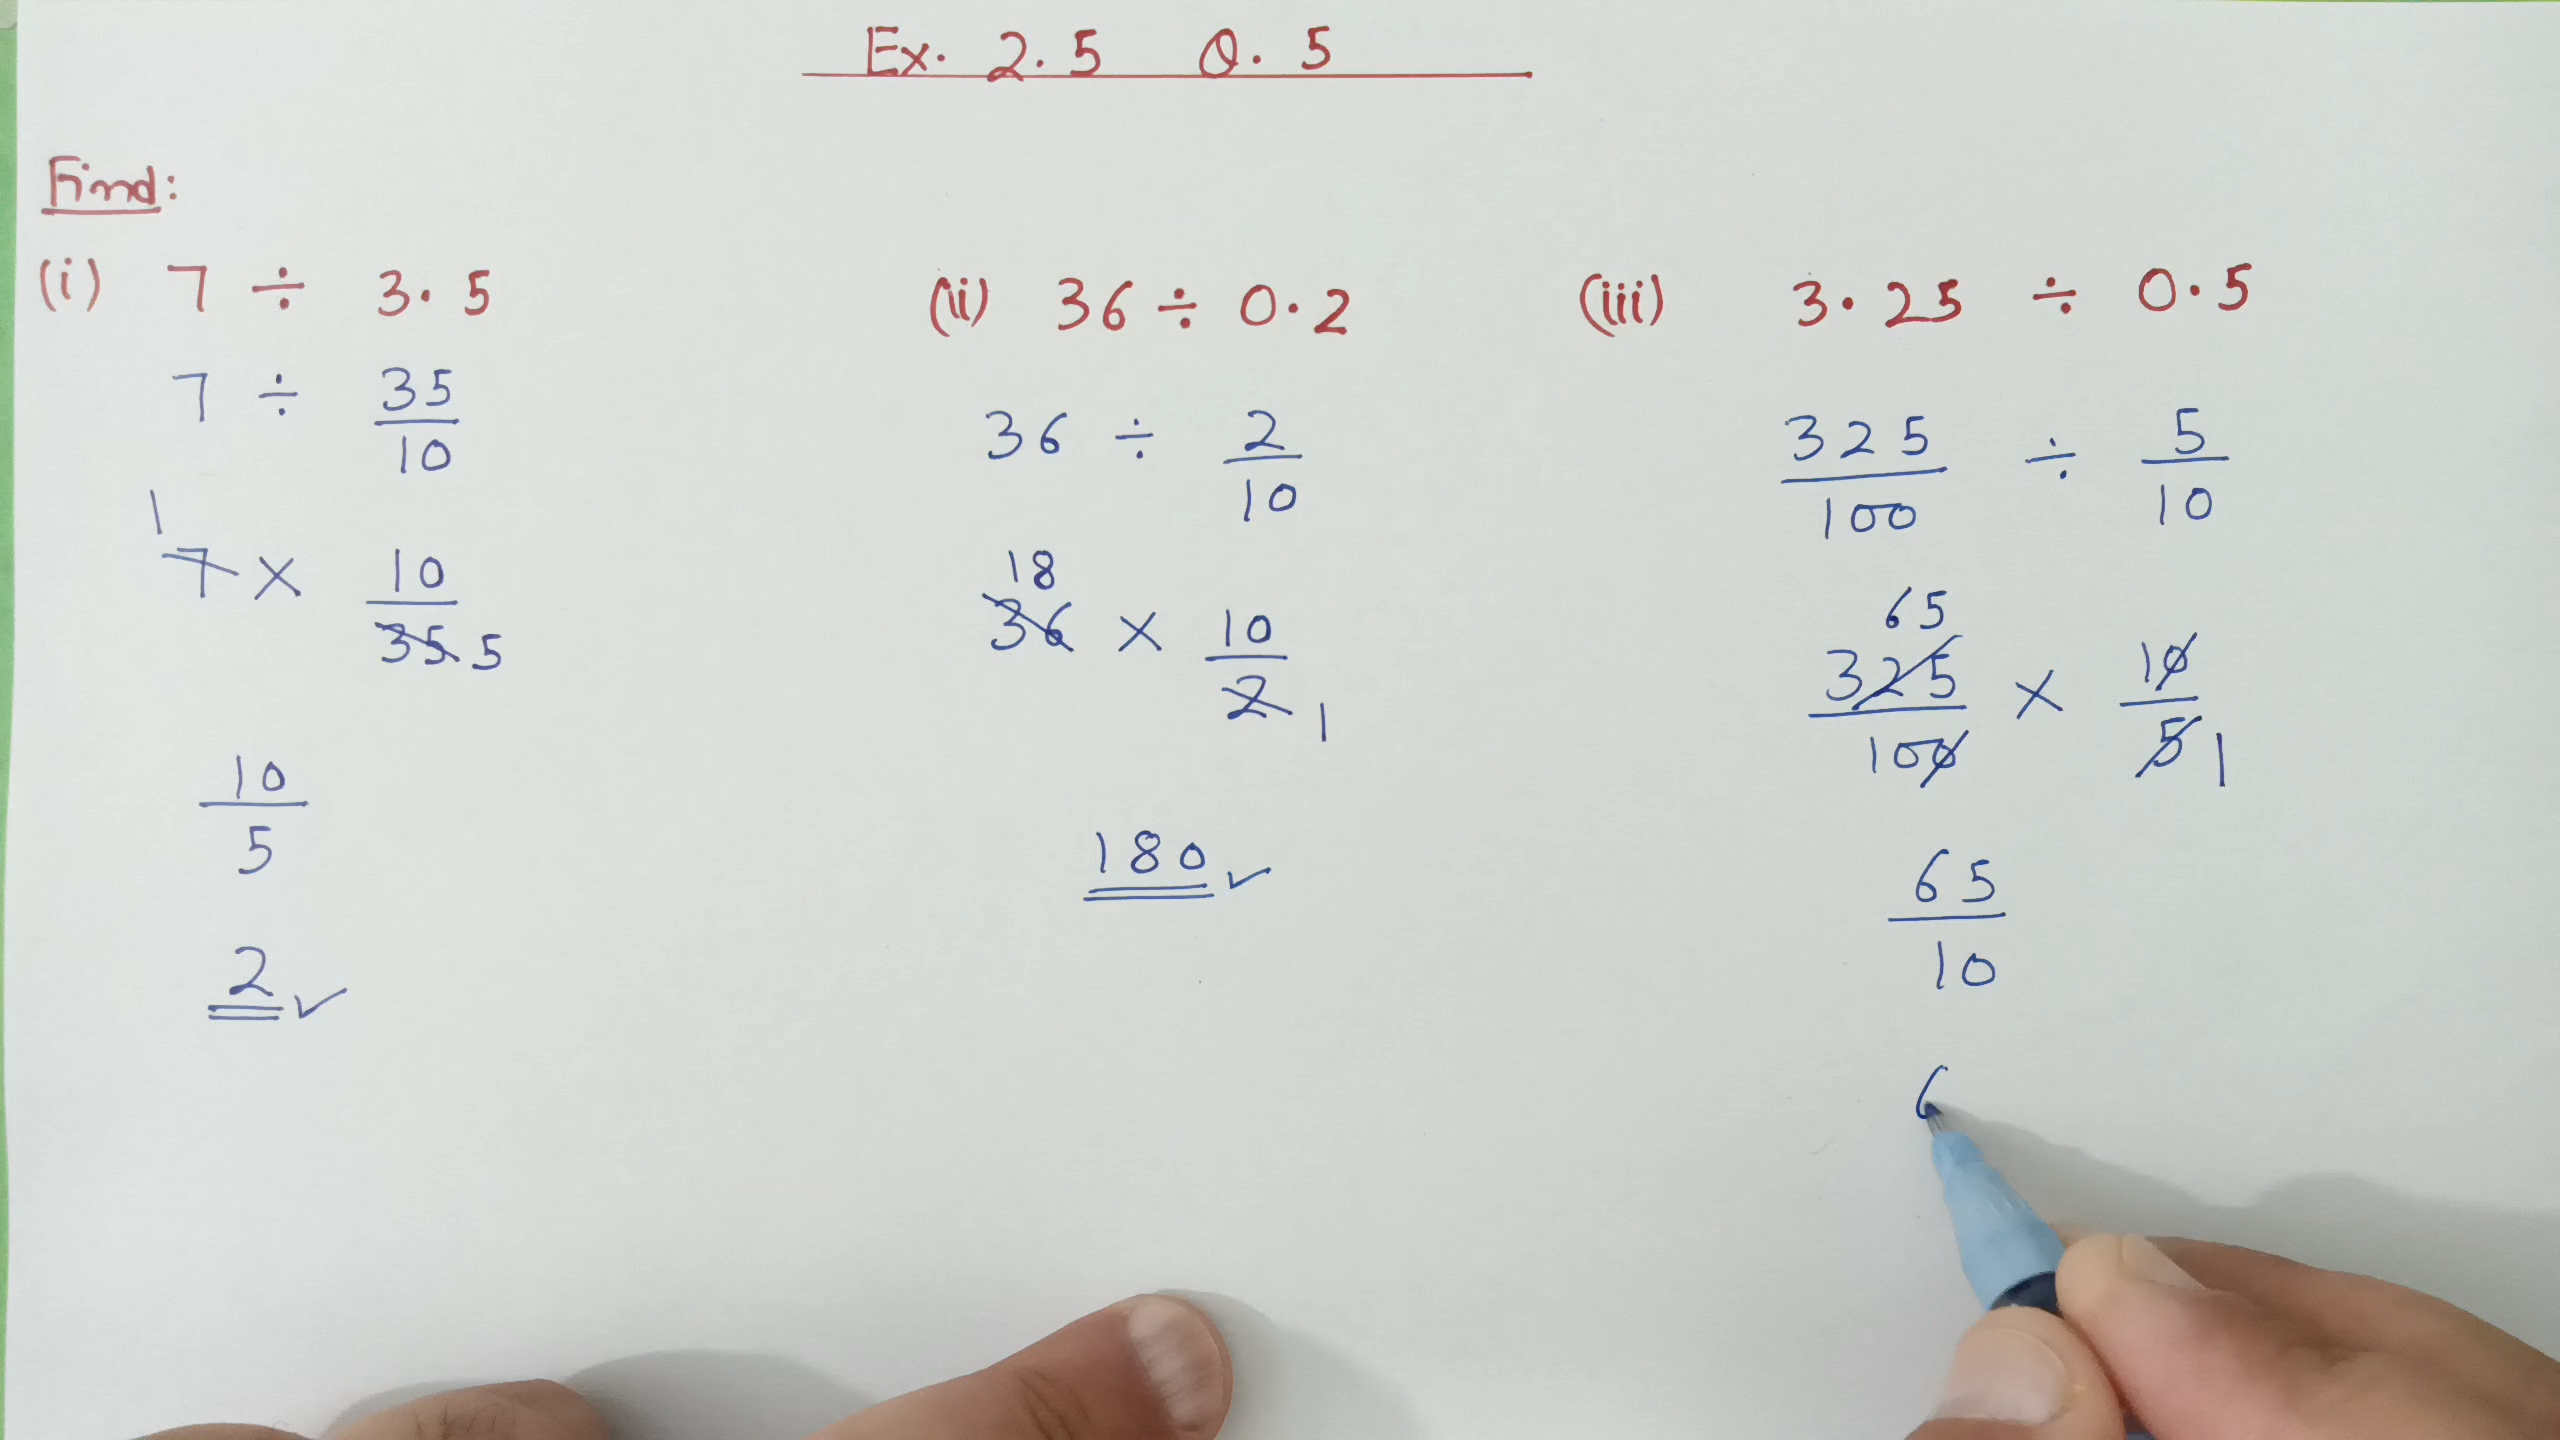 Ex. 2.5 Q. 5
Find:
(i) 7 ÷ 3.5
7 ÷ 35/10
1
7 × 10/35 5
10/5
2 ✓
(ii) 36 ÷ 0.2
36 ÷ 2/10
18
36 × 10/2 1
180 ✓
(iii) 3.25 ÷ 0.5
325/100 ÷ 5/10
65
325/100 × 10/5 1
65/10
6